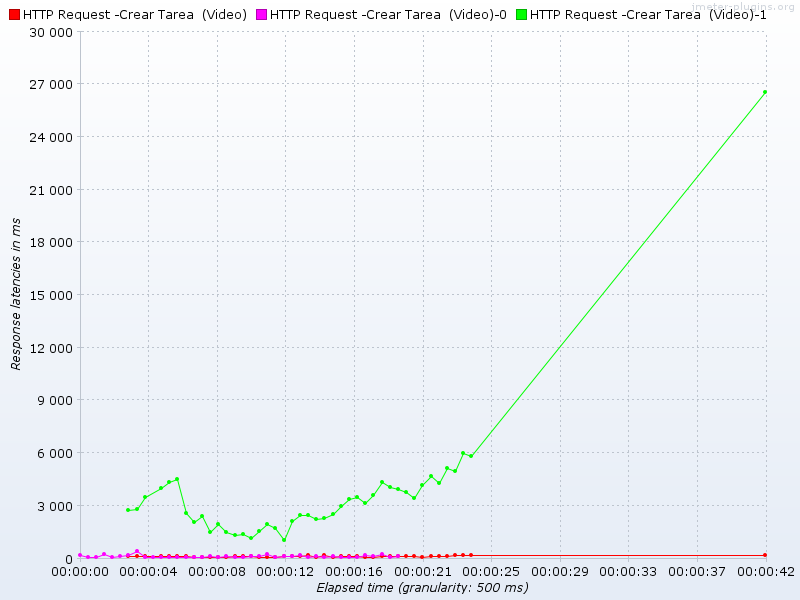 jmeter-plugins.org
HTTP Request -Crear Tarea (Video) HTTP Request -Crear Tarea (Video)-0 HTTP Request -Crear Tarea (Video)-1
30 000
27 000
24 000
21 000
18 000
15 000
12 000
9 000
6 000
3 000
0
Response latencies in ms
00:00:00 00:00:04 00:00:08 00:00:12 00:00:16 00:00:21 00:00:25 00:00:29 00:00:33 00:00:37 00:00:42
Elapsed time (granularity: 500 ms)